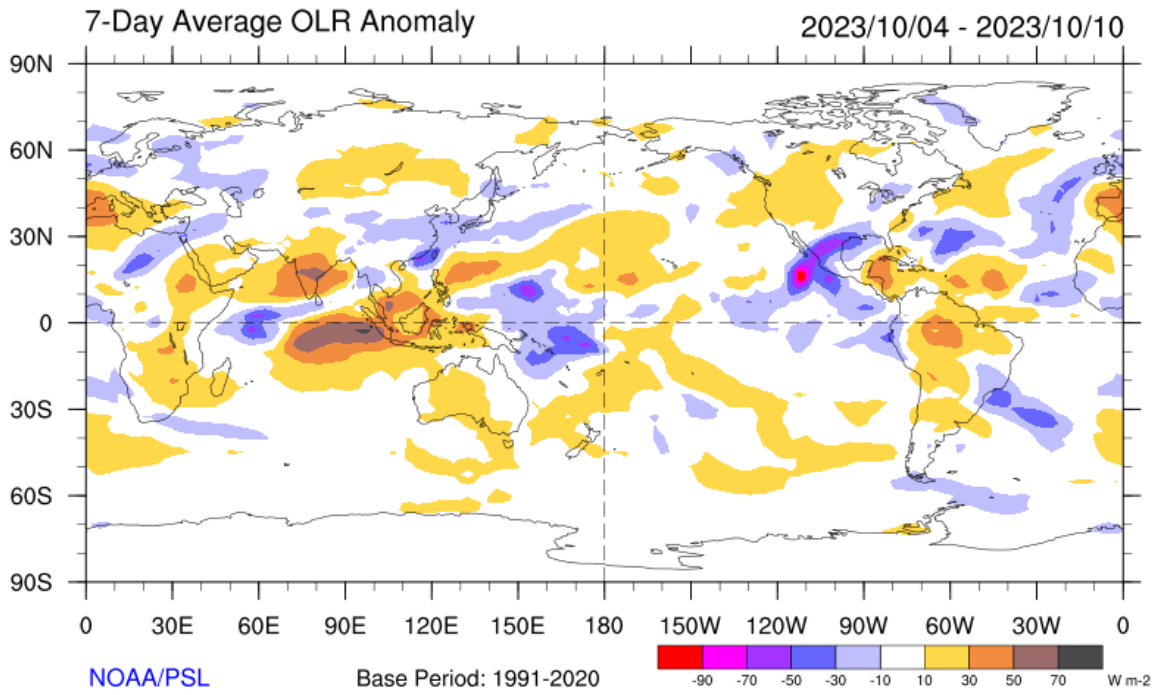 7-Day Average OLR Anomaly 2023/10/04 - 2023/10/10
90N
60N
30N
0
30S
60S
90S
0 30E 60E 90E 120E 150E 180 150W 120W 90W 60W 30W 0
-90 -70 -50 -30 -10 10 30 50 70 W m-2
NOAA/PSL Base Period: 1991-2020